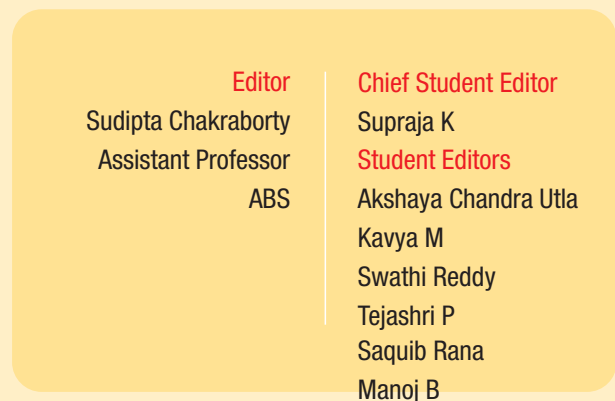 Editor
Sudipta Chakraborty
Assistant Professor
ABS
Chief Student Editor
Supraja K
Student Editors
Akshaya Chandra Utla
Kavya M
Swathi Reddy
Tejashri P
Saquib Rana
Manoj B